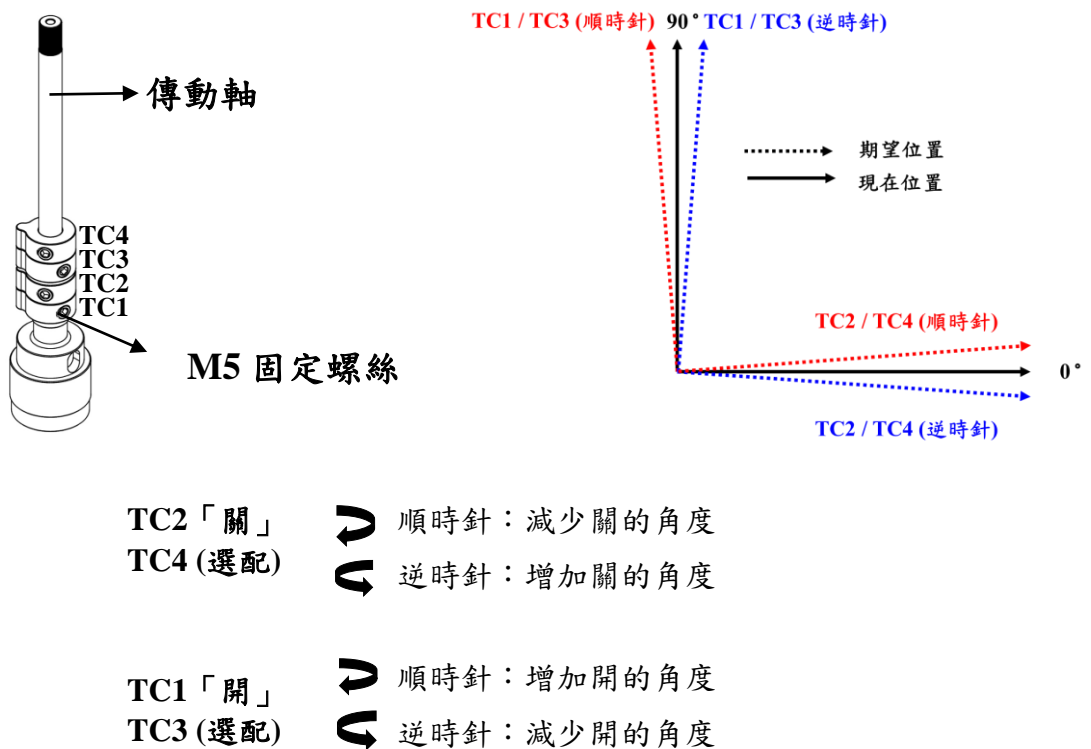 TC1 / TC3 (順時針) 90° TC1 / TC3 (逆時針)
傳動軸
期望位置
現在位置
TC4
TC3
TC2
TC1
M5 固定螺絲
TC2 / TC4 (順時針)
0°
TC2 / TC4 (逆時針)
TC2「關」
TC4 (選配)
順時針：減少關的角度
逆時針：增加關的角度
TC1「開」
TC3 (選配)
順時針：增加開的角度
逆時針：減少開的角度